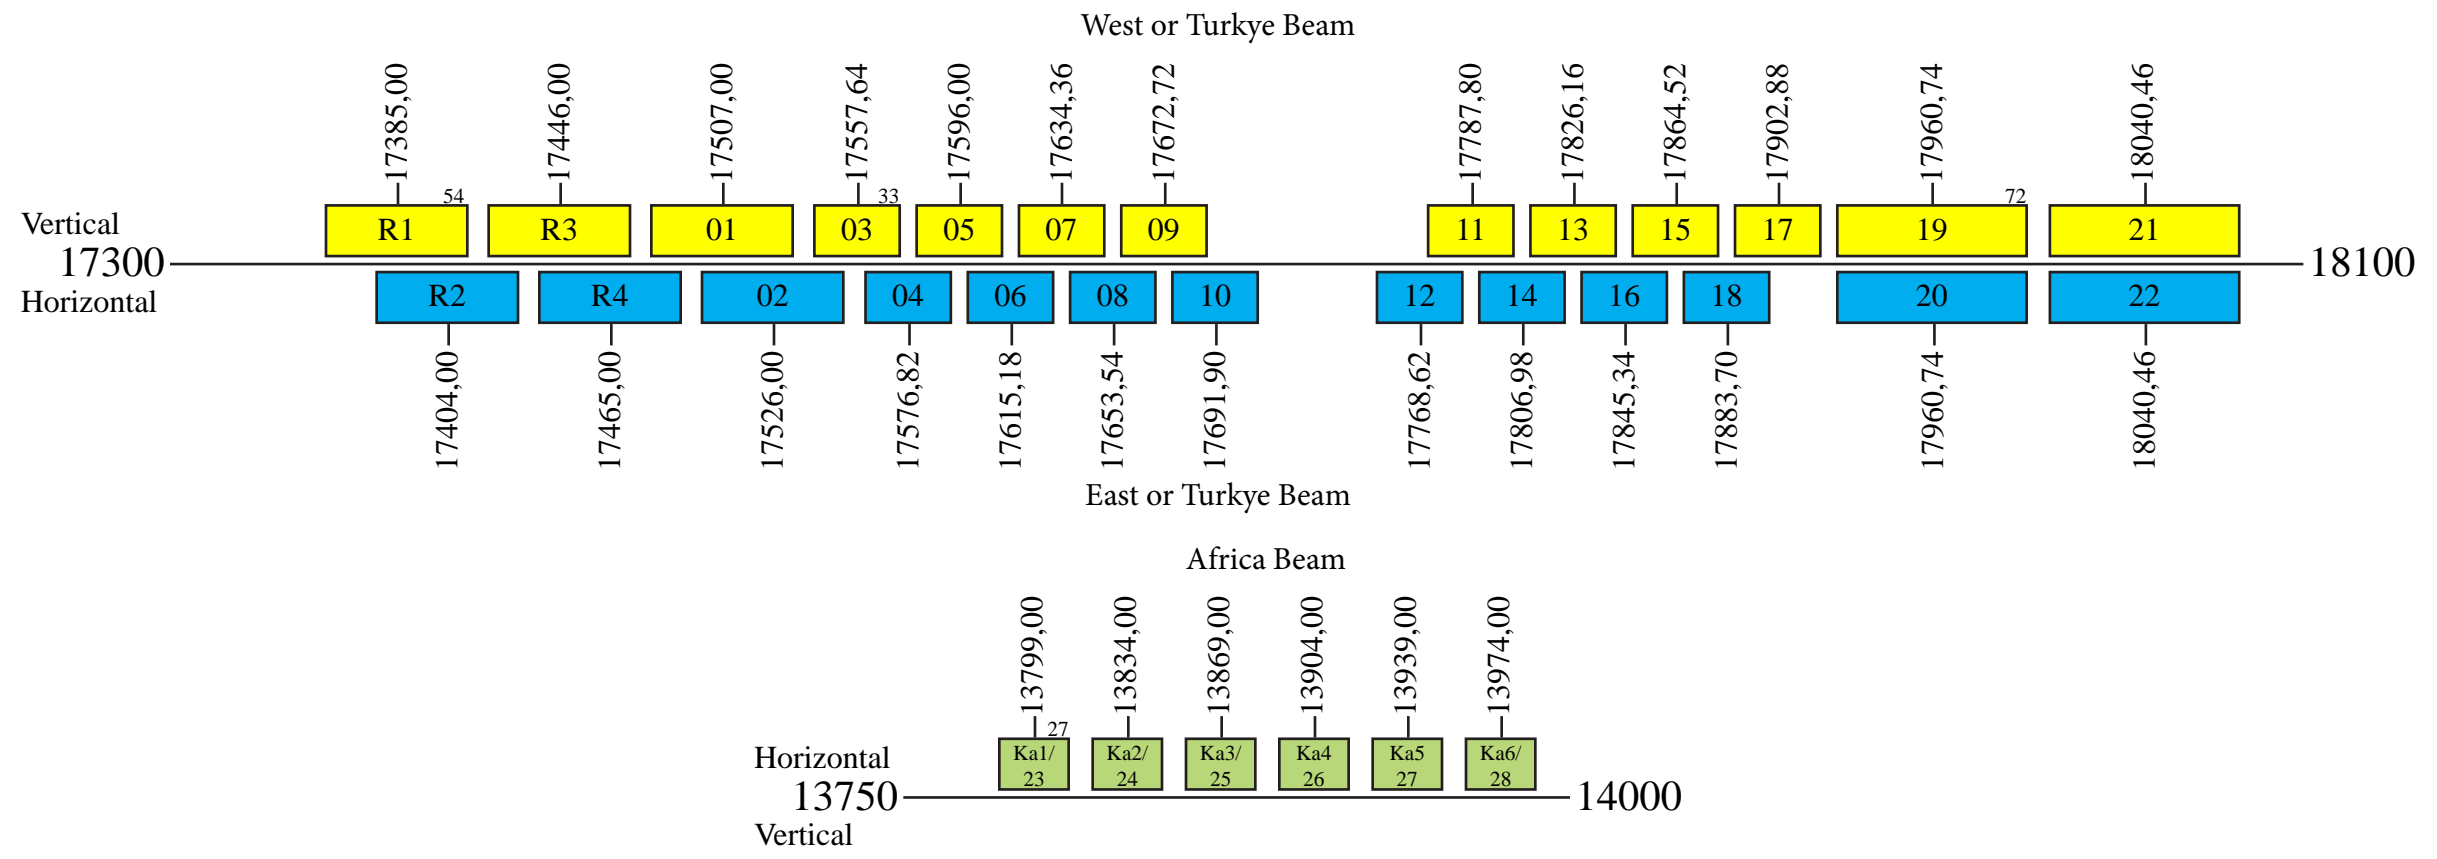 West or Turkye Beam
17385,00 17446,00 17507,00 17557,64 17596,00 17634,36 17672,72 17787,80 17826,16 17864,52 17902,88 17960,74 18040,46
54 33 72
Vertical R1 R3 01 03 05 07 09 11 13 15 17 19 21
17300 18100
Horizontal R2 R4 02 04 06 08 10 12 14 16 18 20 22
17404,00 17465,00 17526,00 17576,82 17615,18 17653,54 17691,90 17768,62 17806,98 17845,34 17883,70 17960,74 18040,46
East or Turkye Beam
Africa Beam
13799,00 13834,00 13869,00 13904,00 13939,00 13974,00
27
Horizontal Ka1/ Ka2/ Ka3/ Ka4 Ka5 Ka6/
23 24 25 26 27 28
13750 14000
Vertical